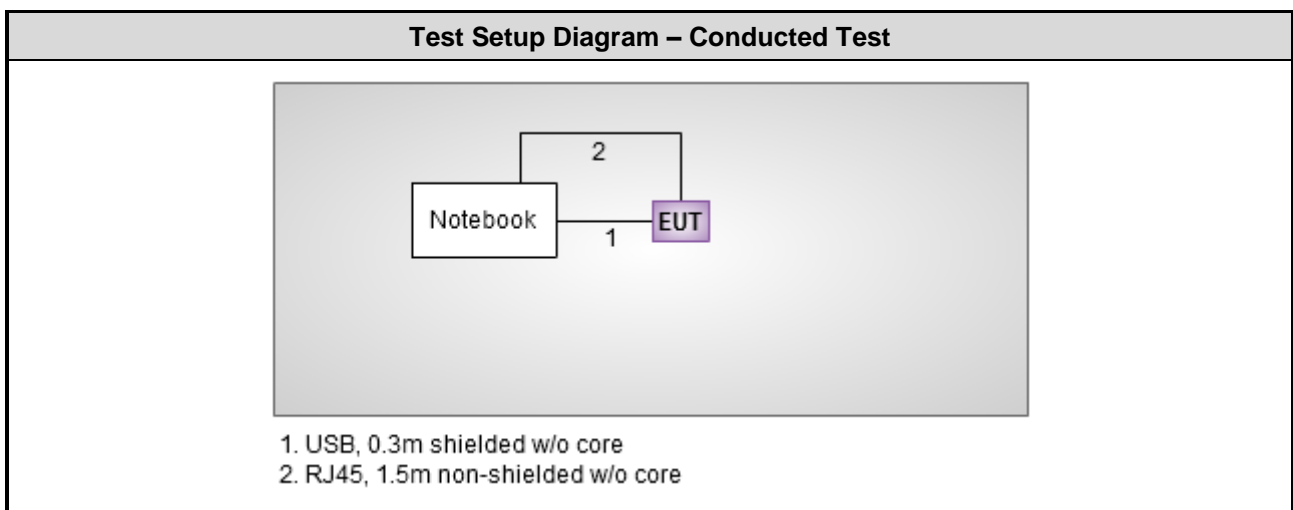 Test Setup Diagram – Conducted Test
2
Notebook
EUT
1
1. USB, 0.3m shielded w/o core
2. RJ45, 1.5m non-shielded w/o core